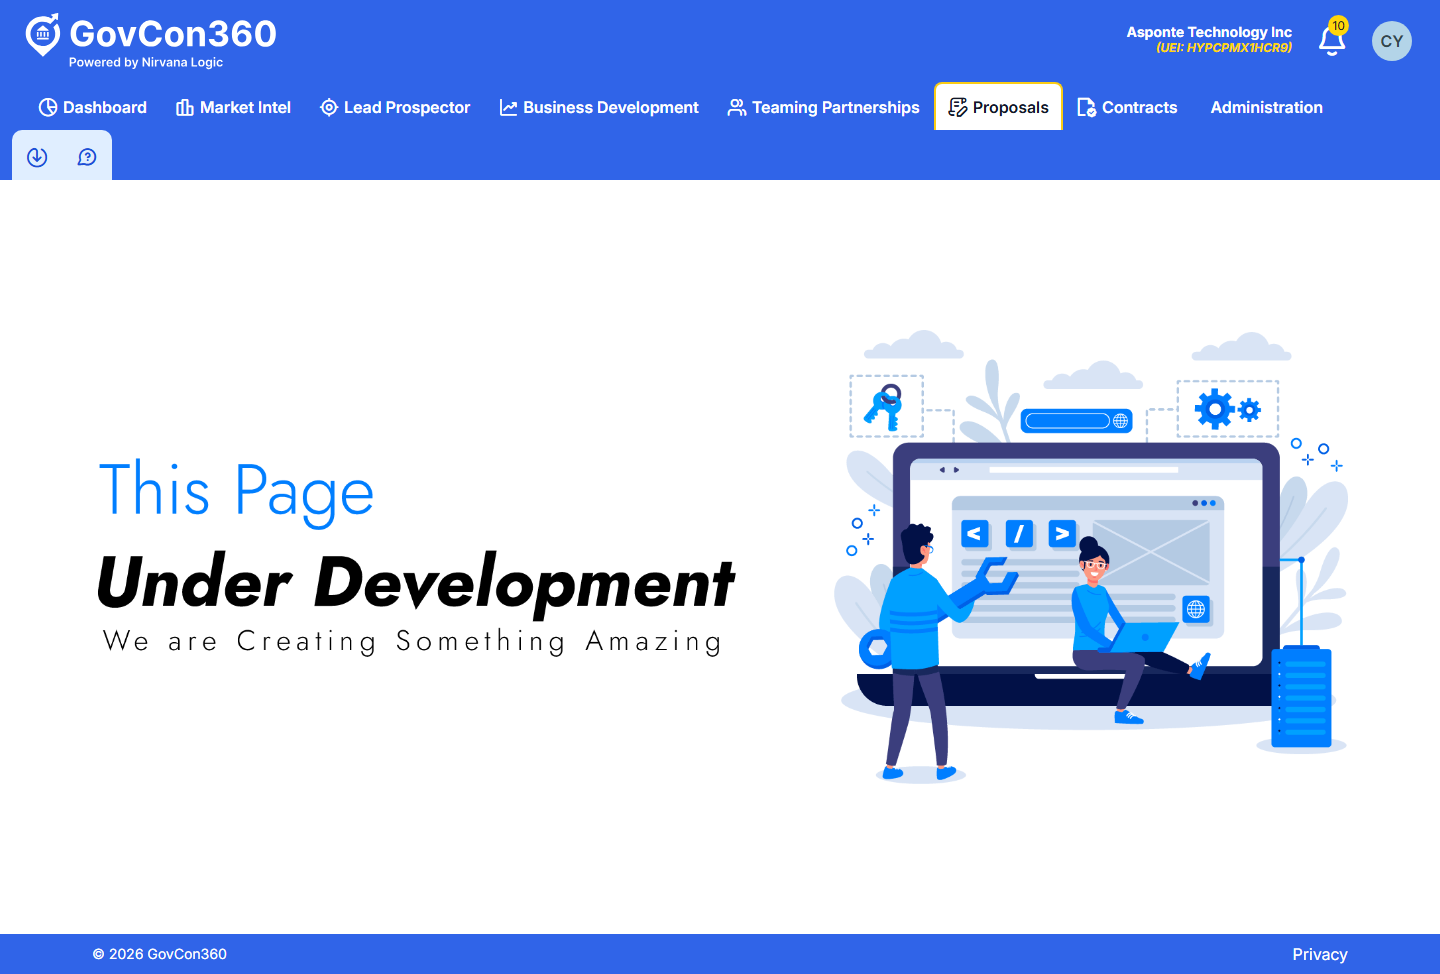 GovCon360
Powered by Nirvana Logic
Asponte Technology Inc
(UEI: HYPCPMX1HCR9)
10
CY
Dashboard
Market Intel
Lead Prospector
Business Development
Teaming Partnerships
Proposals
Contracts
Administration
This Page
Under Development
We are Creating Something Amazing
< / >
© 2026 GovCon360
Privacy